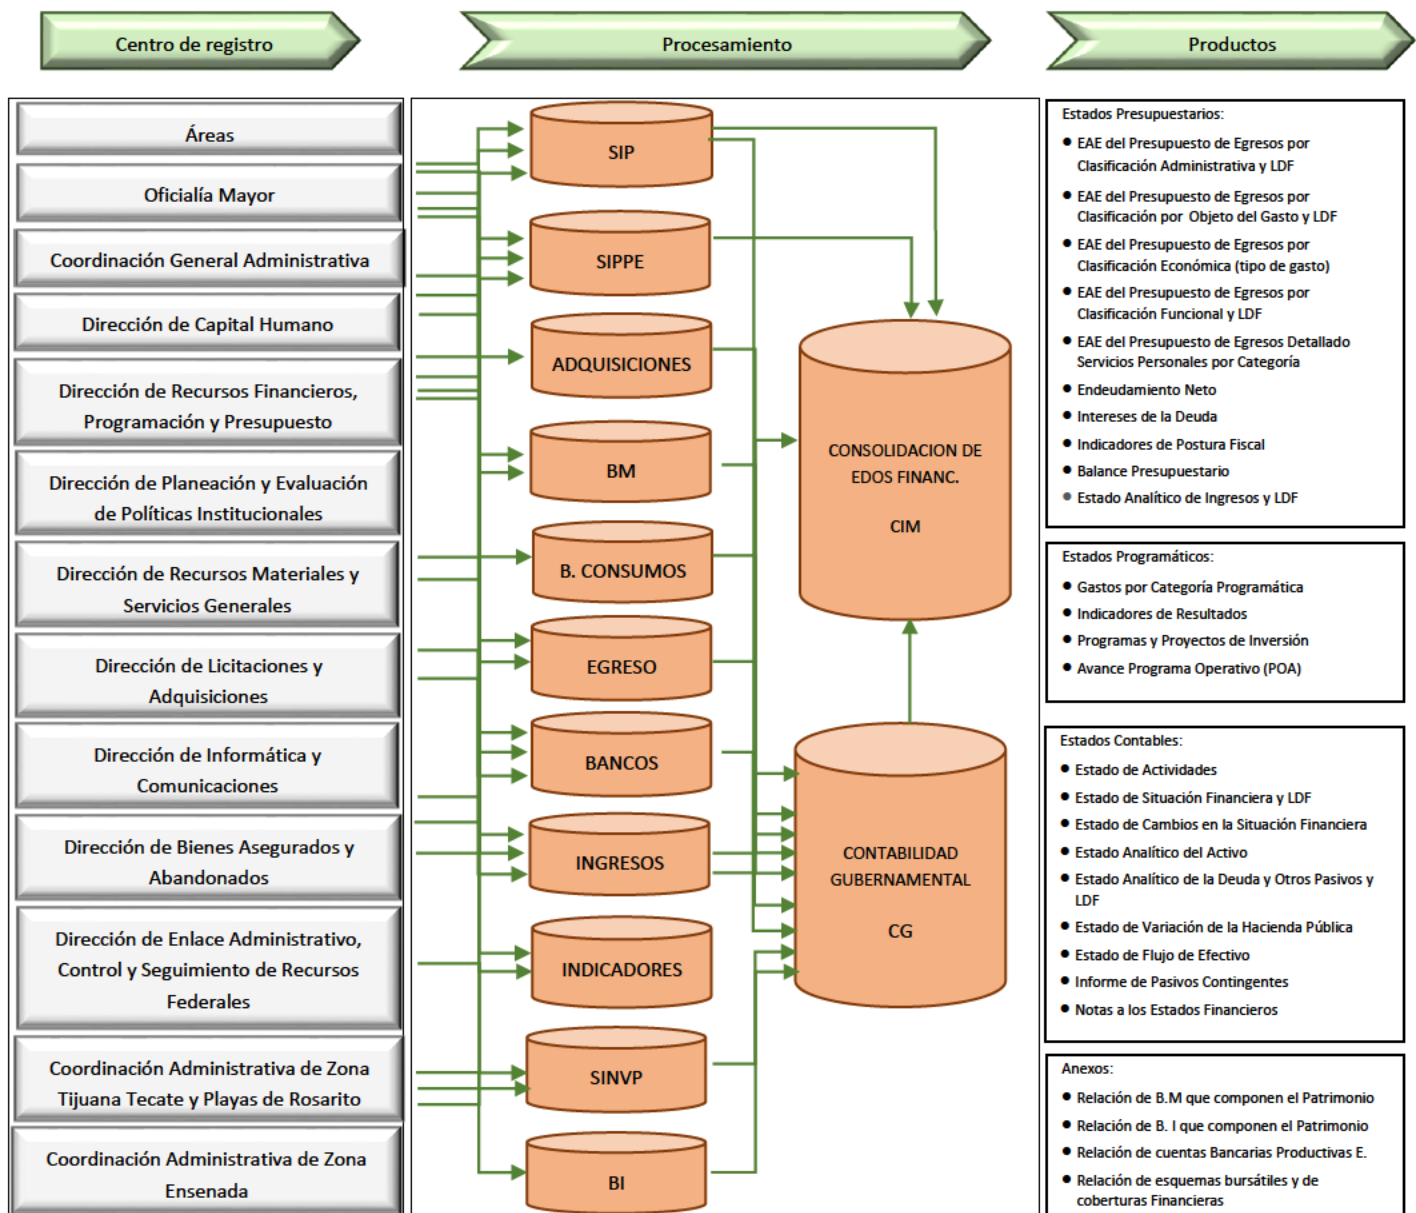 Centro de registro
Procesamiento
Productos
Áreas
Oficialía Mayor
Coordinación General Administrativa
Dirección de Capital Humano
Dirección de Recursos Financieros,
Programación y Presupuesto
Dirección de Planeación y Evaluación
de Políticas Institucionales
Dirección de Recursos Materiales y
Servicios Generales
Dirección de Licitaciones y
Adquisiciones
Dirección de Informática y
Comunicaciones
Dirección de Bienes Asegurados y
Abandonados
Dirección de Enlace Administrativo,
Control y Seguimiento de Recursos
Federales
Coordinación Administrativa de Zona
Tijuana Tecate y Playas de Rosarito
Coordinación Administrativa de Zona
Ensenada
SIP
SIPPE
ADQUISICIONES
BM
B. CONSUMOS
EGRESO
BANCOS
INGRESOS
INDICADORES
SINVP
BI
CONSOLIDACION DE
EDOS FINANC.
CIM
CONTABILIDAD
GUBERNAMENTAL
CG
Estados Presupuestarios:
● EAE del Presupuesto de Egresos por
Clasificación Administrativa y LDF
● EAE del Presupuesto de Egresos por
Clasificación por Objeto del Gasto y LDF
● EAE del Presupuesto de Egresos por
Clasificación Económica (tipo de gasto)
● EAE del Presupuesto de Egresos por
Clasificación Funcional y LDF
● EAE del Presupuesto de Egresos Detallado
Servicios Personales por Categoría
● Endeudamiento Neto
● Intereses de la Deuda
● Indicadores de Postura Fiscal
● Balance Presupuestario
● Estado Analítico de Ingresos y LDF
Estados Programáticos:
● Gastos por Categoría Programática
● Indicadores de Resultados
● Programas y Proyectos de Inversión
● Avance Programa Operativo (POA)
Estados Contables:
● Estado de Actividades
● Estado de Situación Financiera y LDF
● Estado de Cambios en la Situación Financiera
● Estado Analítico del Activo
● Estado Analítico de la Deuda y Otros Pasivos y
LDF
● Estado de Variación de la Hacienda Pública
● Estado de Flujo de Efectivo
● Informe de Pasivos Contingentes
● Notas a los Estados Financieros
Anexos:
● Relación de B.M que componen el Patrimonio
● Relación de B. I que componen el Patrimonio
● Relación de cuentas Bancarias Productivas E.
● Relación de esquemas bursátiles y de
coberturas Financieras